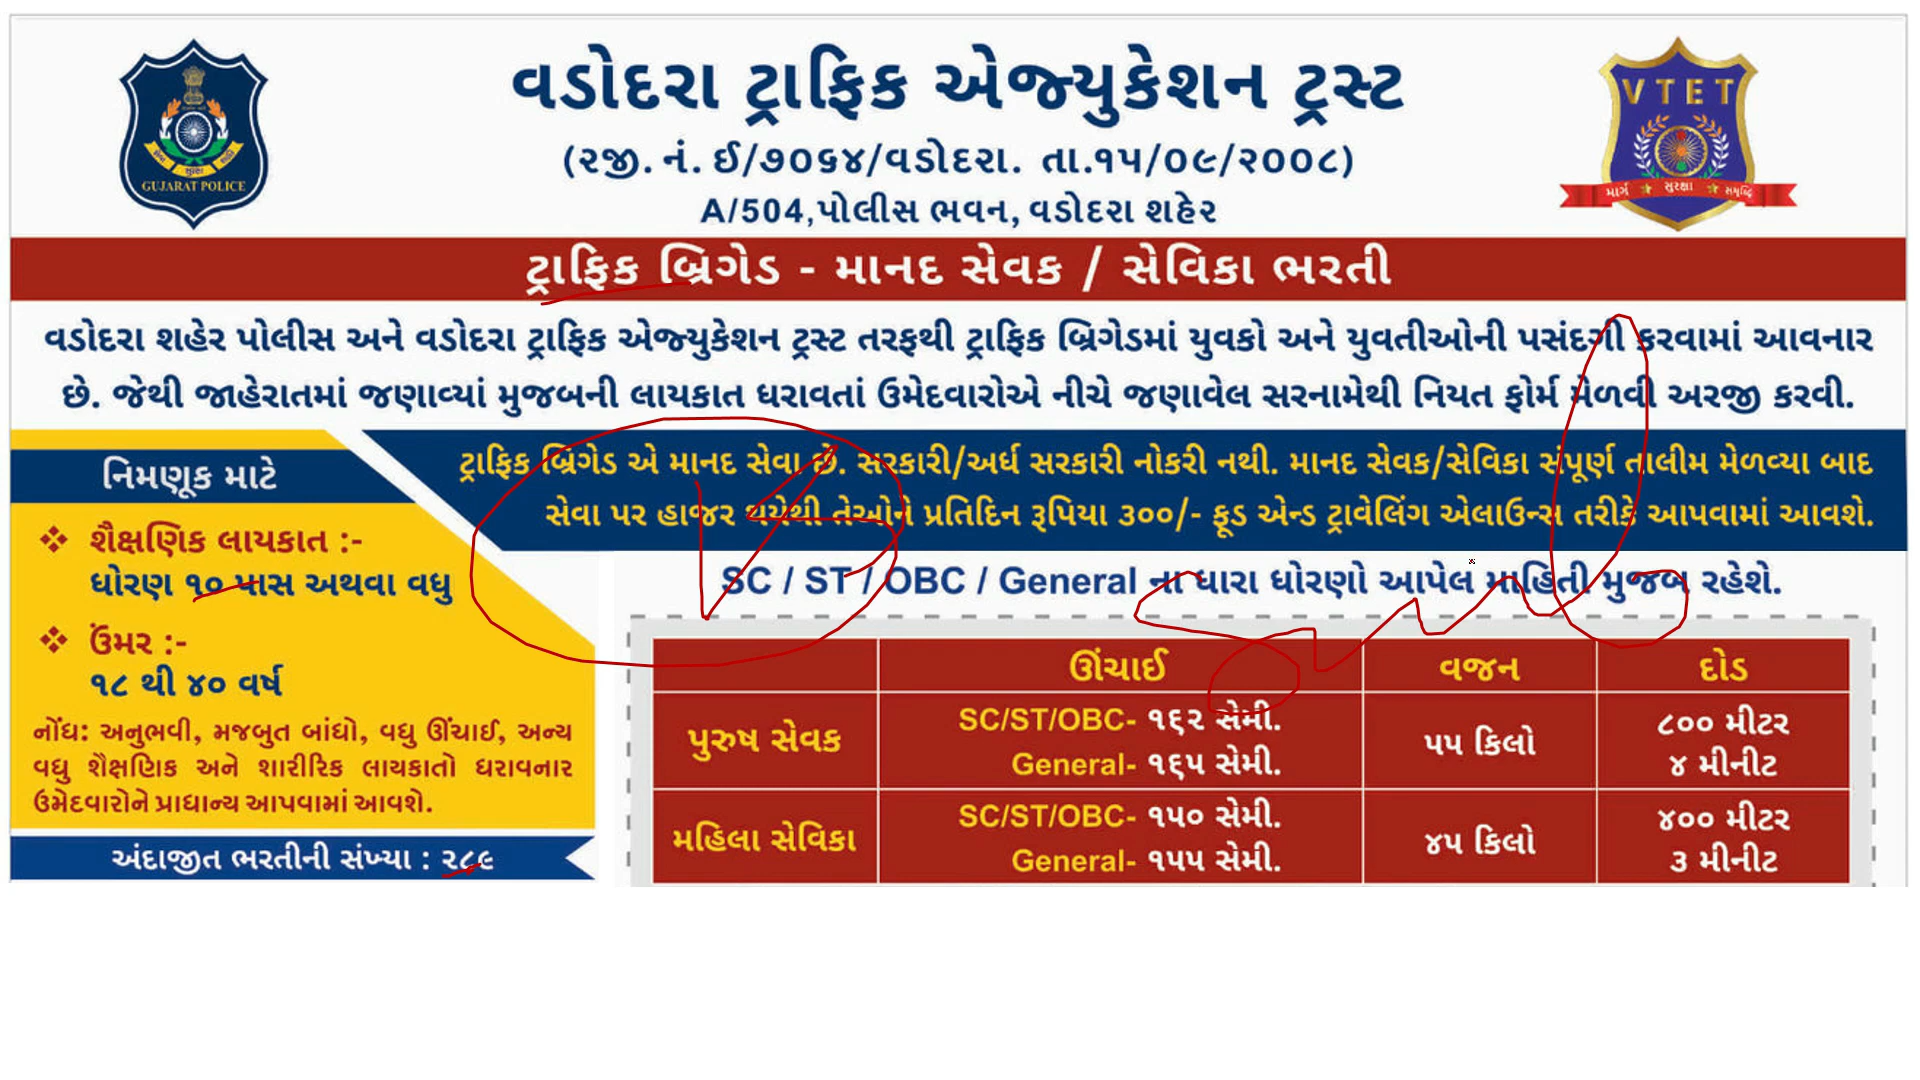 વડોદરા ટ્રાફિક એજ્યુકેશન ટ્રસ્ટ
(રજી. નં. ઈ/૭૦૬૪/વડોદરા. તા.૧૫/૦૯/૨૦૦૮)
A/504,પોલીસ ભવન, વડોદરા શહેર
GUJARAT POLICE
VTET
માર્ગ સુરક્ષા સમૃદ્ધિ
ટ્રાફિક બ્રિગેડ - માનદ સેવક / સેવિકા ભરતી
વડોદરા શહેર પોલીસ અને વડોદરા ટ્રાફિક એજ્યુકેશન ટ્રસ્ટ તરફથી ટ્રાફિક બ્રિગેડમાં યુવકો અને યુવતીઓની પસંદગી કરવામાં આવનાર
છે. જેથી જાહેરાતમાં જણાવ્યાં મુજબની લાયકાત ધરાવતાં ઉમેદવારોએ નીચે જણાવેલ સરનામેથી નિયત ફોર્મ મેળવી અરજી કરવી.
ટ્રાફિક બ્રિગેડ એ માનદ સેવા છે. સરકારી/અર્ધ સરકારી નોકરી નથી. માનદ સેવક/સેવિકા સંપૂર્ણ તાલીમ મેળવ્યા બાદ
સેવા પર હાજર થયેથી તેઓને પ્રતિદિન રૂપિયા ૩૦૦/- ફૂડ એન્ડ ટ્રાવેલિંગ એલાઉન્સ તરીકે આપવામાં આવશે.
નિમણૂક માટે
❖ શૈક્ષણિક લાયકાત :-
ધોરણ ૧૦ પાસ અથવા વધુ
❖ ઉંમર :-
૧૮ થી ૪૦ વર્ષ
નોંધ: અનુભવી, મજબુત બાંધો, વધુ ઊંચાઈ, અન્ય
વધુ શૈક્ષણિક અને શારીરિક લાયકાતો ધરાવનાર
ઉમેદવારોને પ્રાધાન્ય આપવામાં આવશે.
અંદાજીત ભરતીની સંખ્યા : ૨૮૯
SC / ST / OBC / General ના ધારા ધોરણો આપેલ માહિતી મુજબ રહેશે.
ઊંચાઈ વજન દોડ
પુરુષ સેવક SC/ST/OBC- ૧૬૨ સેમી. ૫૫ કિલો ૮૦૦ મીટર
General- ૧૬૫ સેમી. ૪ મીનીટ
મહિલા સેવિકા SC/ST/OBC- ૧૫૦ સેમી. ૪૫ કિલો ૪૦૦ મીટર
General- ૧૫૫ સેમી. ૩ મીનીટ